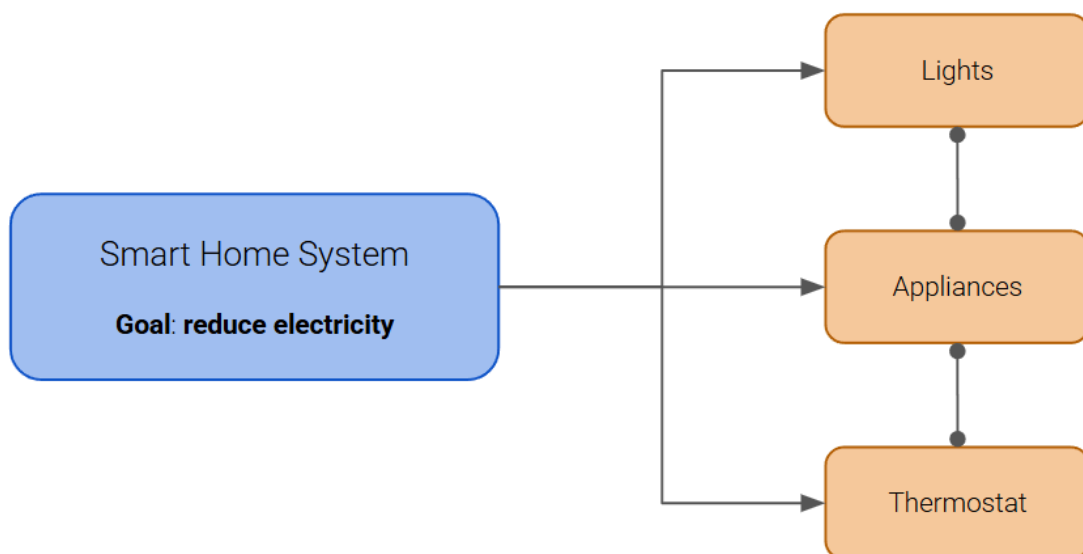 Lights
Smart Home System
Goal: reduce electricity
Appliances
Thermostat